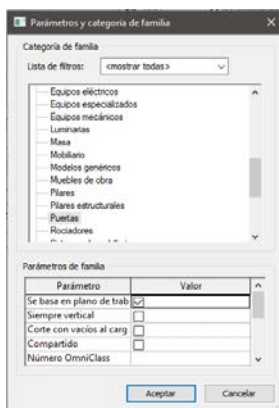 Parámetros y categoría de familia
Categoría de familia
Lista de filtros: <mostrar todas>
Equipos eléctricos
Equipos especializados
Equipos mecánicos
Luminarias
Masa
Mobiliario
Modelos genéricos
Muebles de obra
Pilares
Pilares estructurales
Puertas
Rociadores
Parámetros de familia
Parámetro Valor
Se basa en plano de trab
Siempre vertical
Corte con vacíos al carg
Compartido
Número OmniClass
Aceptar Cancelar